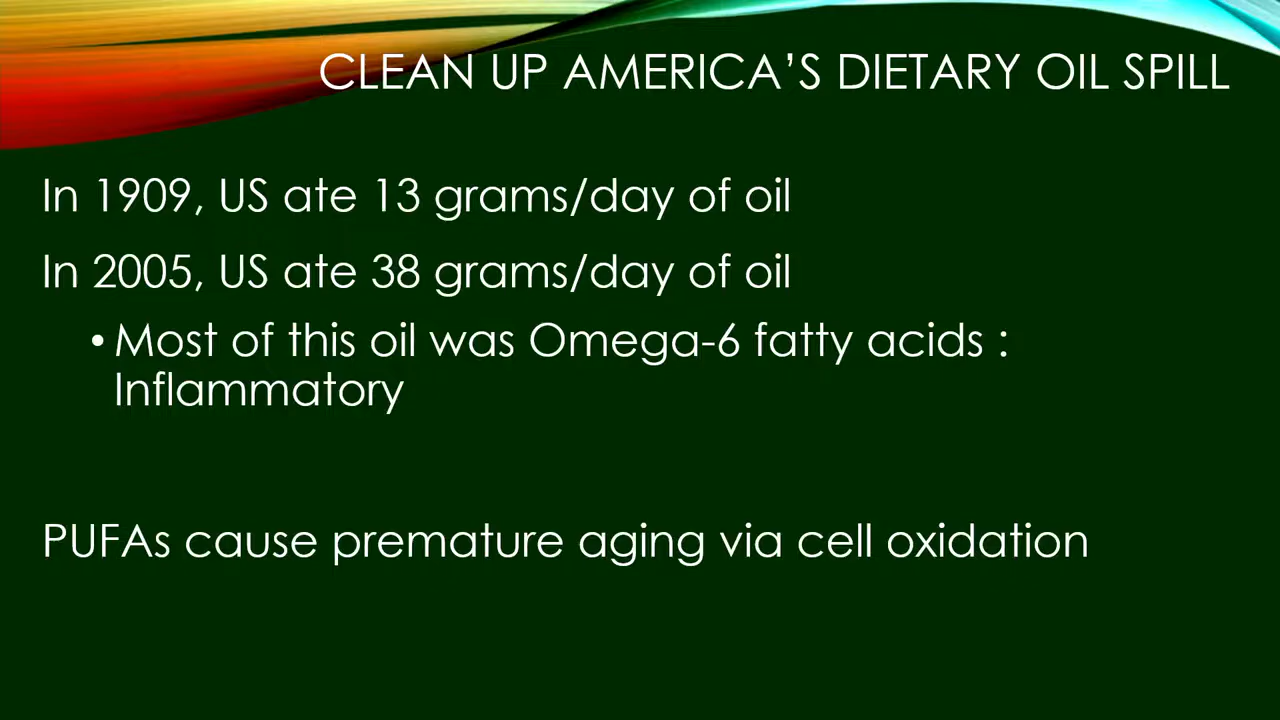 CLEAN UP AMERICA'S DIETARY OIL SPILL
In 1909, US ate 13 grams/day of oil
In 2005, US ate 38 grams/day of oil
• Most of this oil was Omega-6 fatty acids :
Inflammatory
PUFAs cause premature aging via cell oxidation